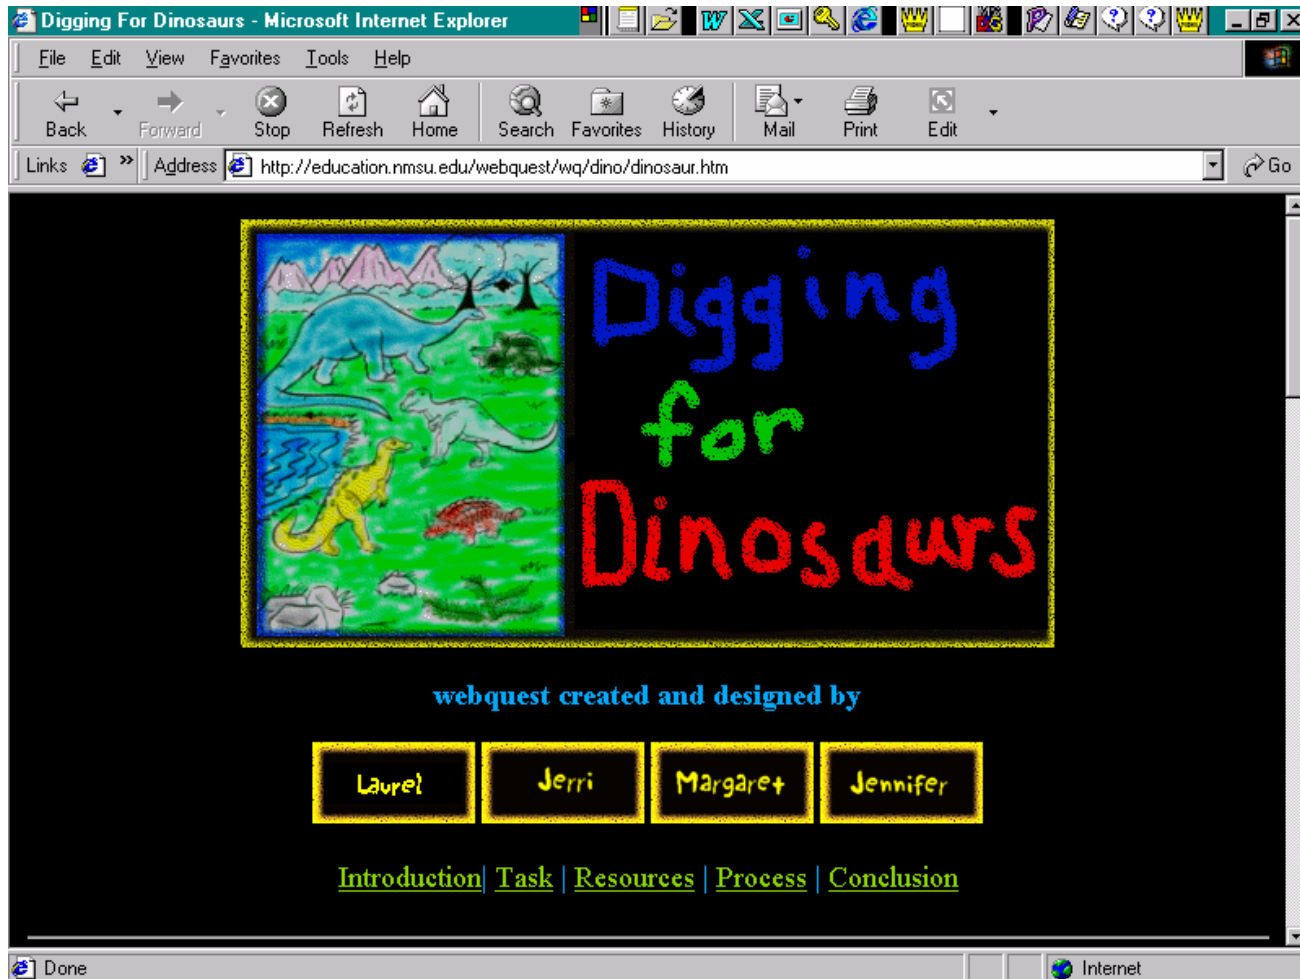 Digging For Dinosaurs - Microsoft Internet Explorer
File Edit View Favorites Tools Help
Back Forward Stop Refresh Home Search Favorites History Mail Print Edit
Links » Address http://education.nmsu.edu/webquest/wq/dino/dinosaur.htm Go
Digging
for
Dinosaurs
webquest created and designed by
Laurel Jerri Margaret Jennifer
Introduction| Task | Resources | Process | Conclusion
Done Internet